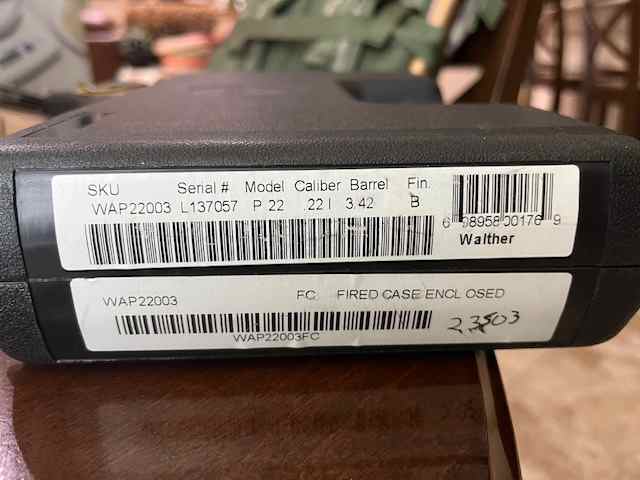 SKU Serial # Model Caliber Barrel Fin.
WAP22003 L137057 P 22 .22 l 3.42 B
6 08958 00176 9
Walther
WAP22003 FC. FIRED CASE ENCLOSED
WAP22003FC